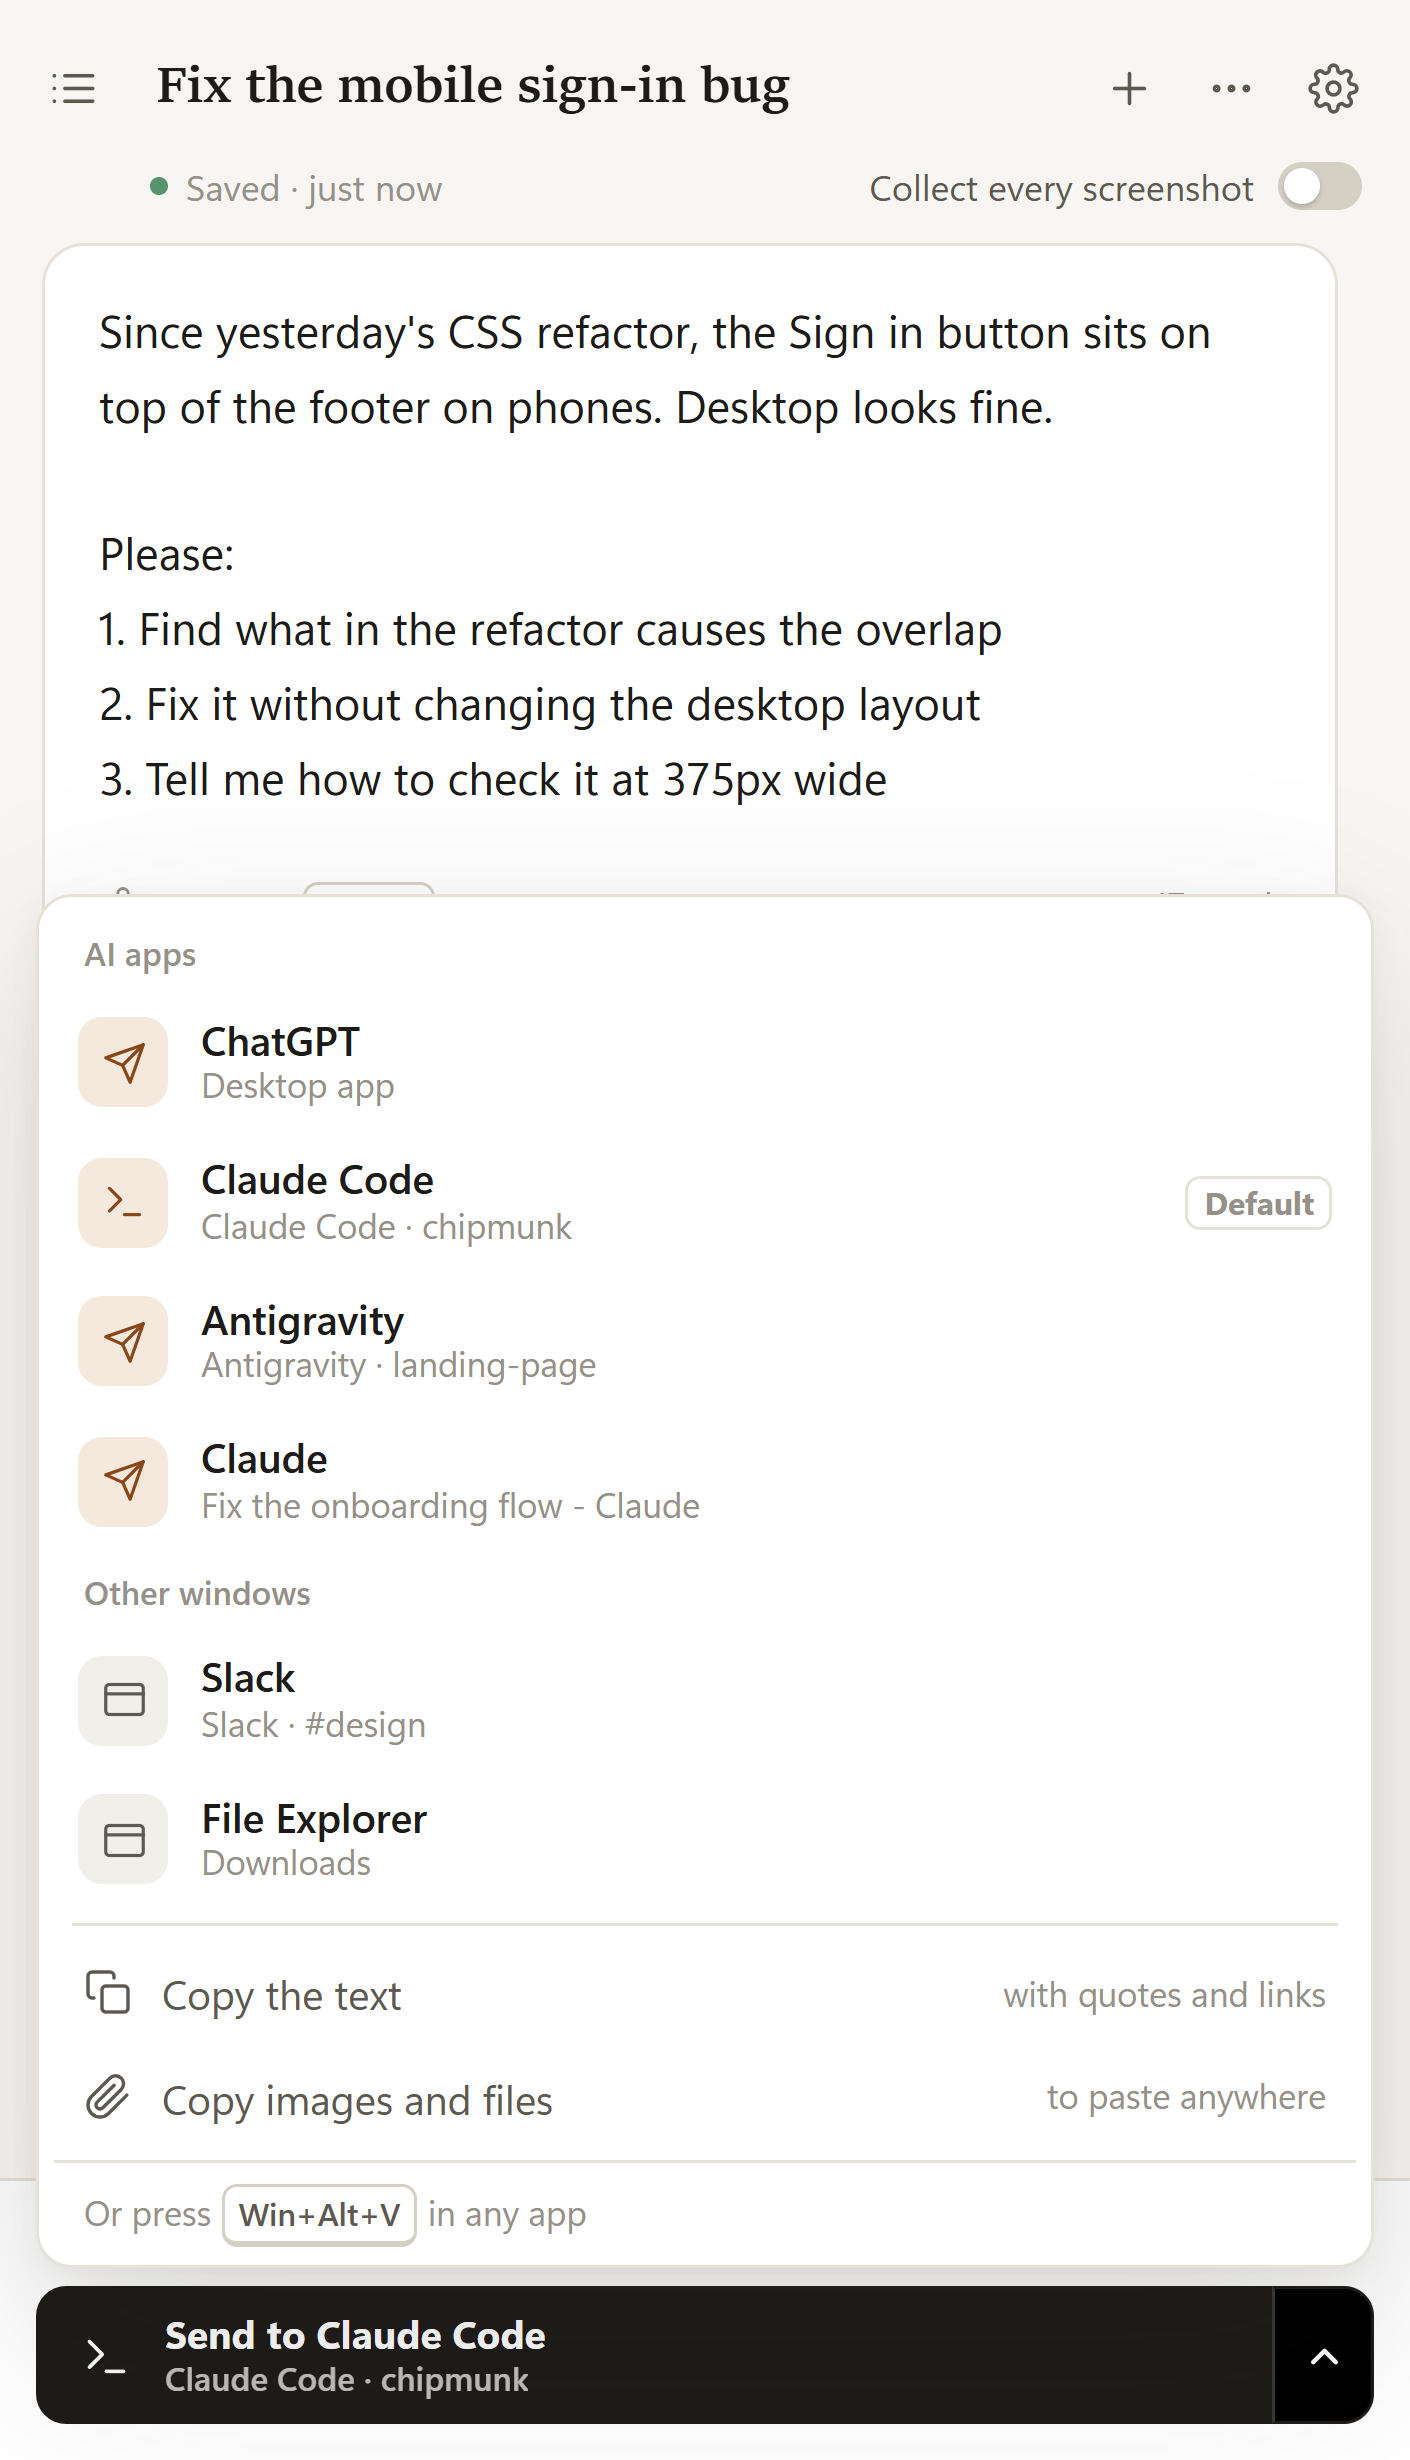 Fix the mobile sign-in bug
Saved · just now
Collect every screenshot
Since yesterday's CSS refactor, the Sign in button sits on
top of the footer on phones. Desktop looks fine.
Please:
1. Find what in the refactor causes the overlap
2. Fix it without changing the desktop layout
3. Tell me how to check it at 375px wide
AI apps
ChatGPT
Desktop app
Claude Code
Claude Code · chipmunk
Default
Antigravity
Antigravity · landing-page
Claude
Fix the onboarding flow - Claude
Other windows
Slack
Slack · #design
File Explorer
Downloads
Copy the text
with quotes and links
Copy images and files
to paste anywhere
Or press Win+Alt+V in any app
Send to Claude Code
Claude Code · chipmunk